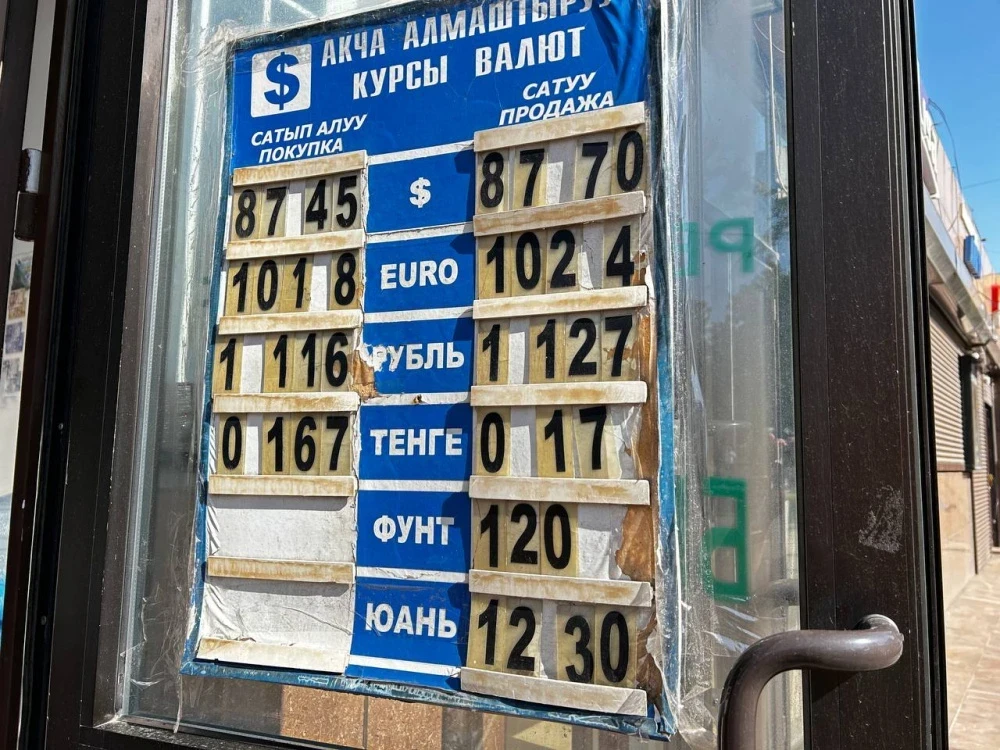 АКЧА АЛМАШТЫРУУ
$ КУРСЫ ВАЛЮТ
САТЫП АЛУУ САТУУ
ПОКУПКА ПРОДАЖА
87 45 $ 87 70
101 8 EURO 102 4
1 116 РУБЛЬ 1 127
0 167 ТЕНГЕ 0 17
ФУНТ 120
ЮАНЬ 12 30